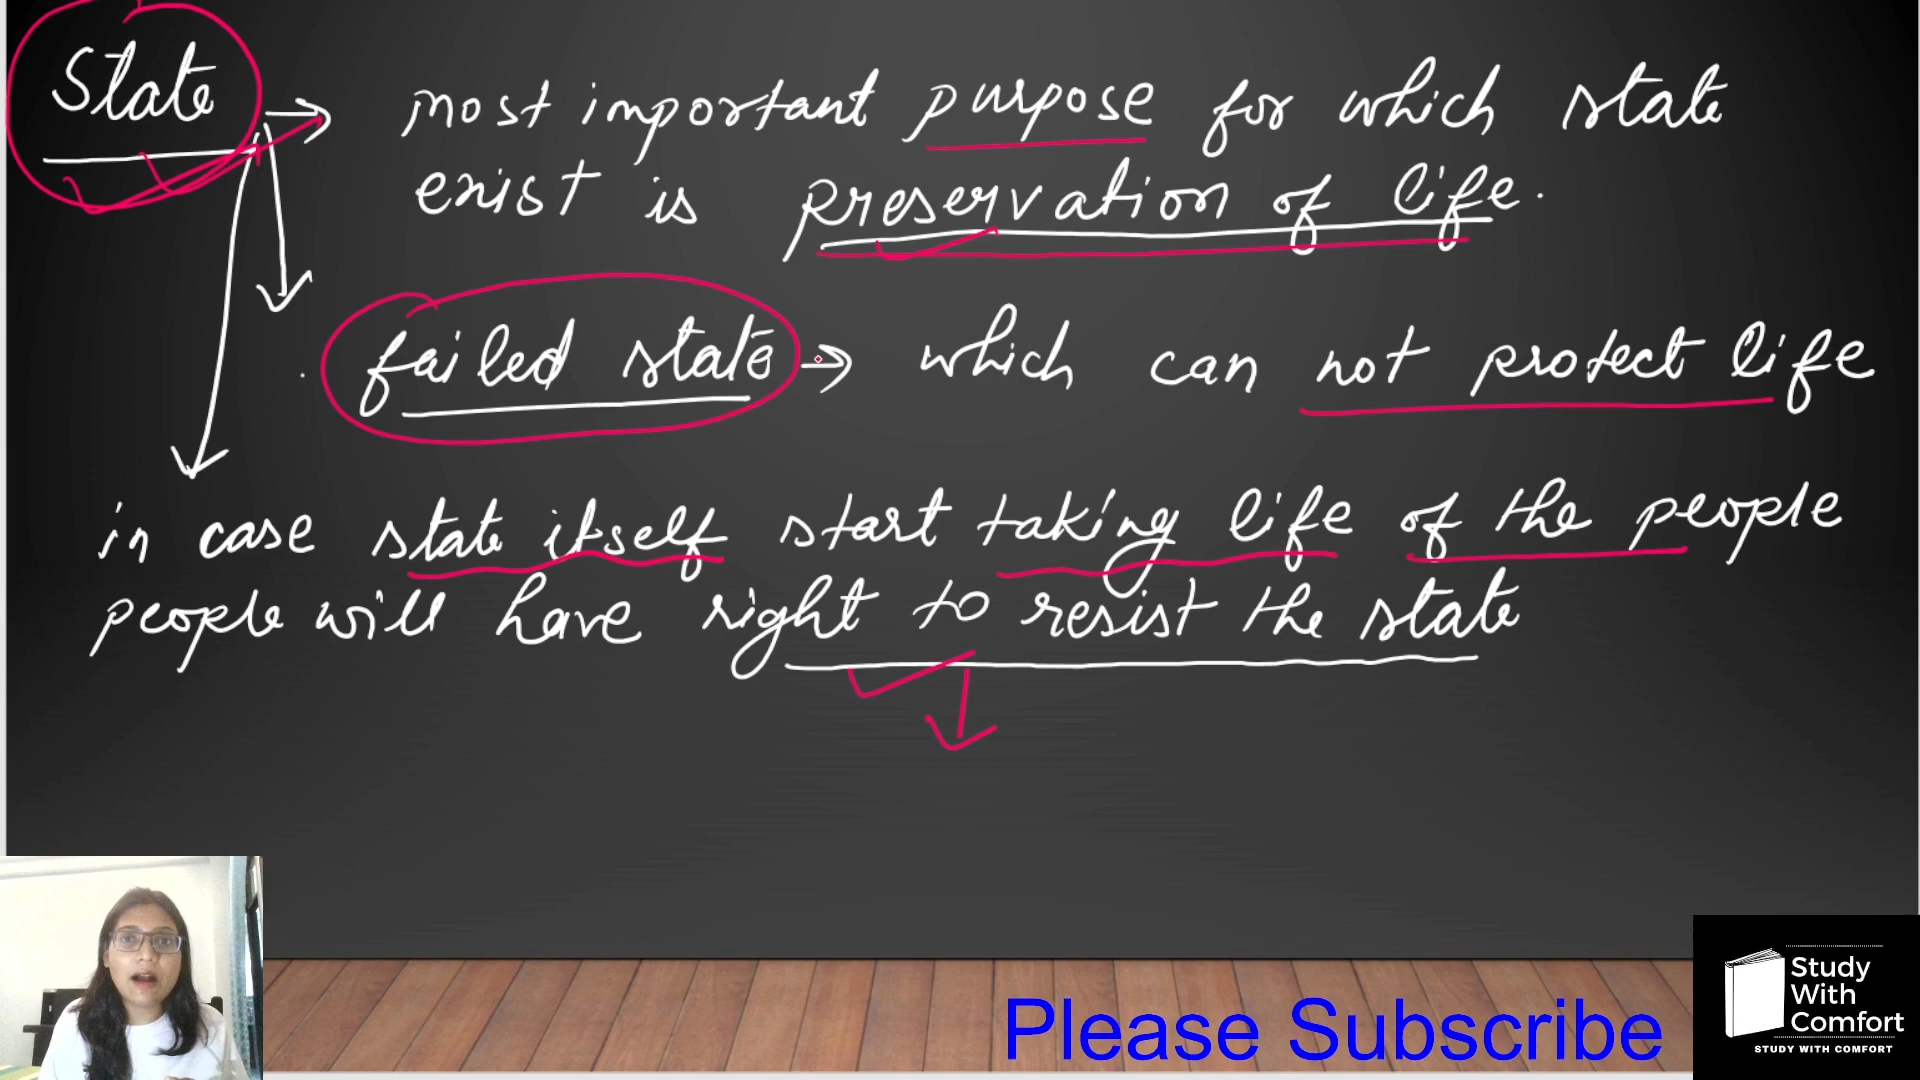 State → most important purpose for which state
exist is preservation of life.
failed state → which can not protect life
in case state itself start taking life of the people
people will have right to resist the state
Please Subscribe
Study
With
Comfort
STUDY WITH COMFORT